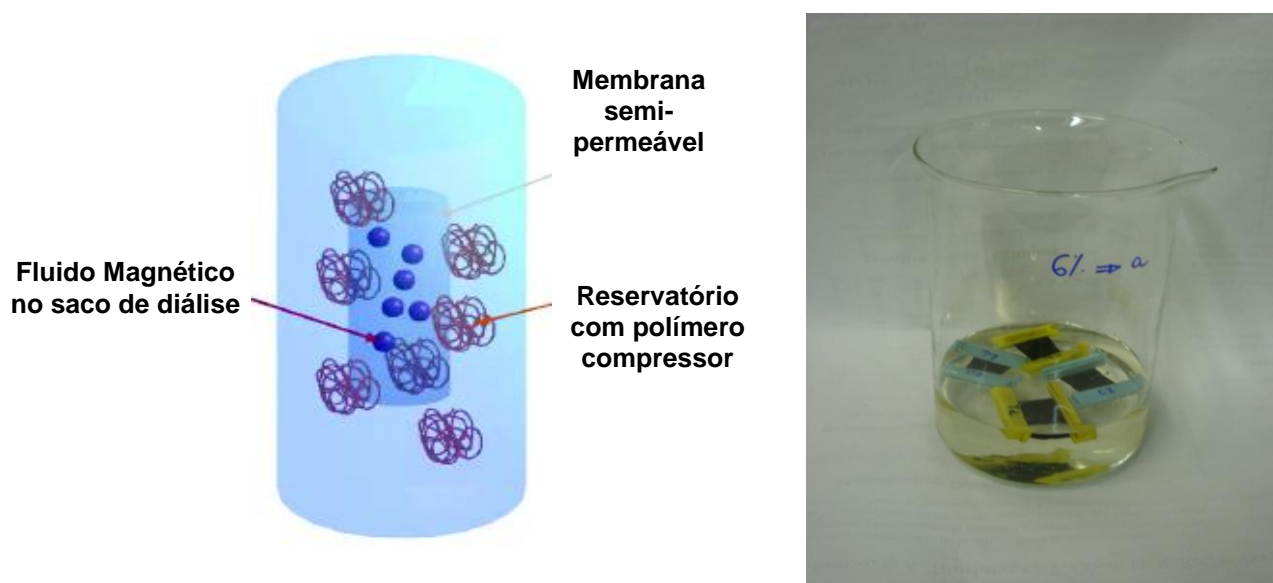 Membrana
semi-
permeável
Fluido Magnético
no saco de diálise
Reservatório
com polímero
compressor
6% ⇒ a